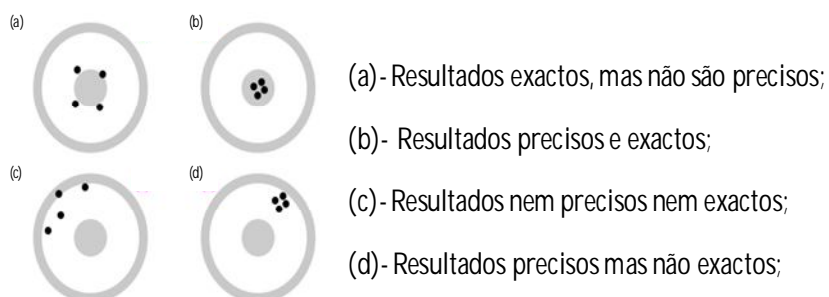 (a)
(b)
(a)- Resultados exactos, mas não são precisos;
(b)- Resultados precisos e exactos;
(c)
(d)
(c)- Resultados nem precisos nem exactos;
(d)- Resultados precisos mas não exactos;